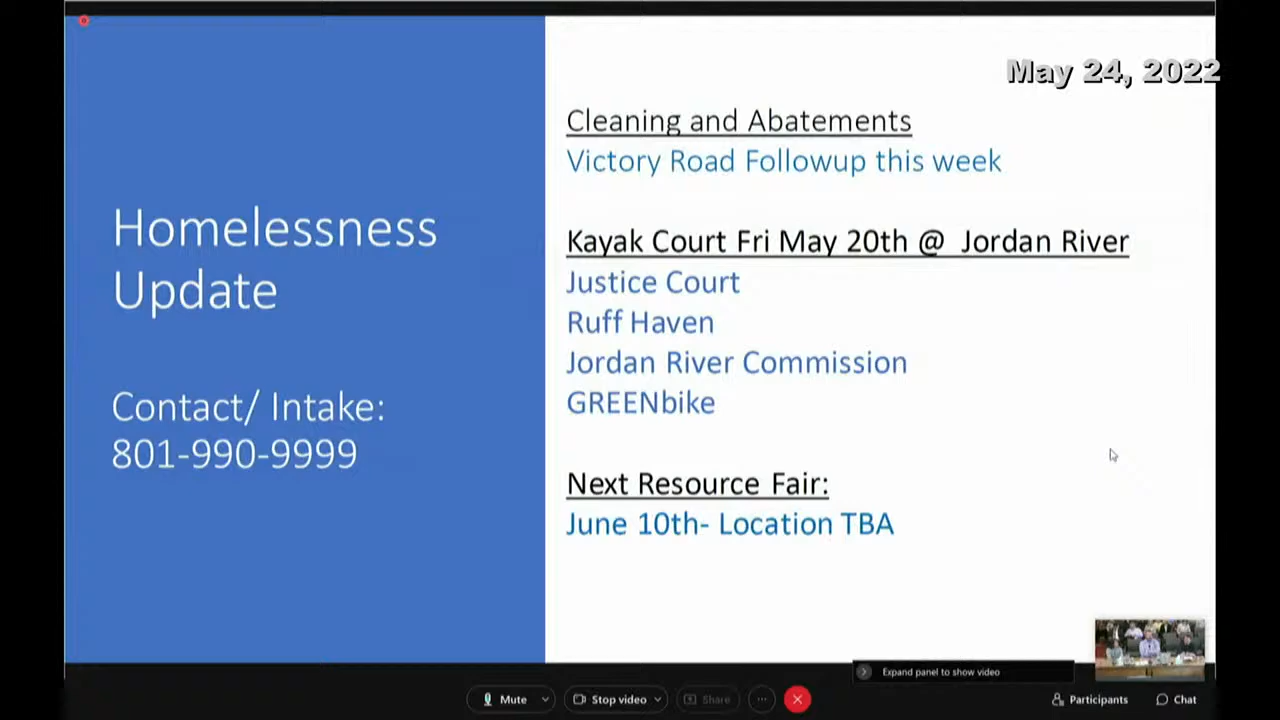 May 24, 2022
Homelessness
Update
Contact/ Intake:
801-990-9999
Cleaning and Abatements
Victory Road Followup this week
Kayak Court Fri May 20th @ Jordan River
Justice Court
Ruff Haven
Jordan River Commission
GREENbike
Next Resource Fair:
June 10th- Location TBA
Expand panel to show video
Mute
Stop video
Share
Participants
Chat